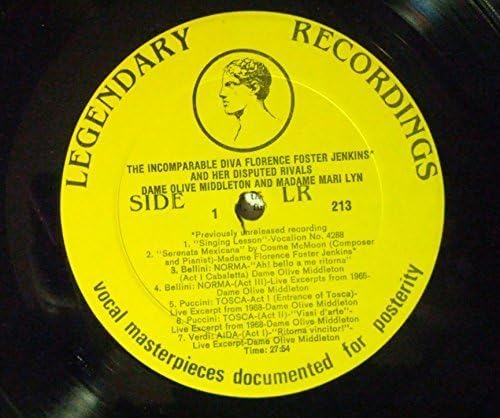 LEGENDARY RECORDINGS
THE INCOMPARABLE DIVA FLORENCE FOSTER JENKINS*
AND HER DISPUTED RIVALS
DAME OLIVE MIDDLETON AND MADAME MARI LYN
SIDE LR
1 213
*Previously unreleased recording
1. "Singing Lesson"-Vocalion No. 4288
2. "Serenata Mexicana" by Cosme McMoon (Composer
and Pianist)-Madame Florence Foster Jenkins*
3. Bellini: NORMA-"Ah! bello a me ritorna"
(Act I Cabaletta) Dame Olive Middleton
4. Bellini: NORMA-(Act III)-Live Excerpts from 1965-
Dame Olive Middleton
5. Puccini: TOSCA-Act I (Entrance of Tosca)-
Live Excerpt from 1968-Dame Olive Middleton
6. Puccini: TOSCA-(Act II)-"Vissi d'arte"-
Live Excerpt from 1968-Dame Olive Middleton
7. Verdi: AIDA-(Act I)-"Ritorna vincitor!"-
Live Excerpt-Dame Olive Middleton
Time: 27:54
vocal masterpieces documented for posterity